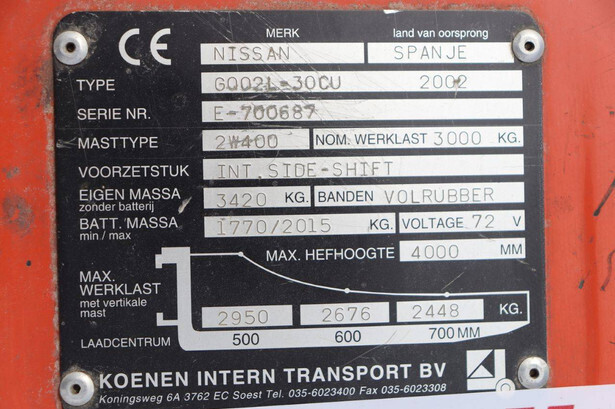 CE MERK land van oorsprong
NISSAN SPANJE
TYPE GQ02L-30CU 2002
SERIE NR. E-700687
MASTTYPE 2W400 NOM. WERKLAST 3000 KG.
VOORZETSTUK INT.SIDE-SHIFT
EIGEN MASSA 3420 KG. BANDEN VOLRUBBER
zonder batterij
BATT. MASSA 1770/2015 KG. VOLTAGE 72 V
min / max
MAX. HEFHOOGTE 4000 MM
MAX.
WERKLAST
met vertikale
mast
2950 2676 2448 KG.
LAADCENTRUM 500 600 700 MM
KOENEN INTERN TRANSPORT BV
Koningsweg 6A 3762 EC Soest Tel. 035-6023400 Fax 035-6023308